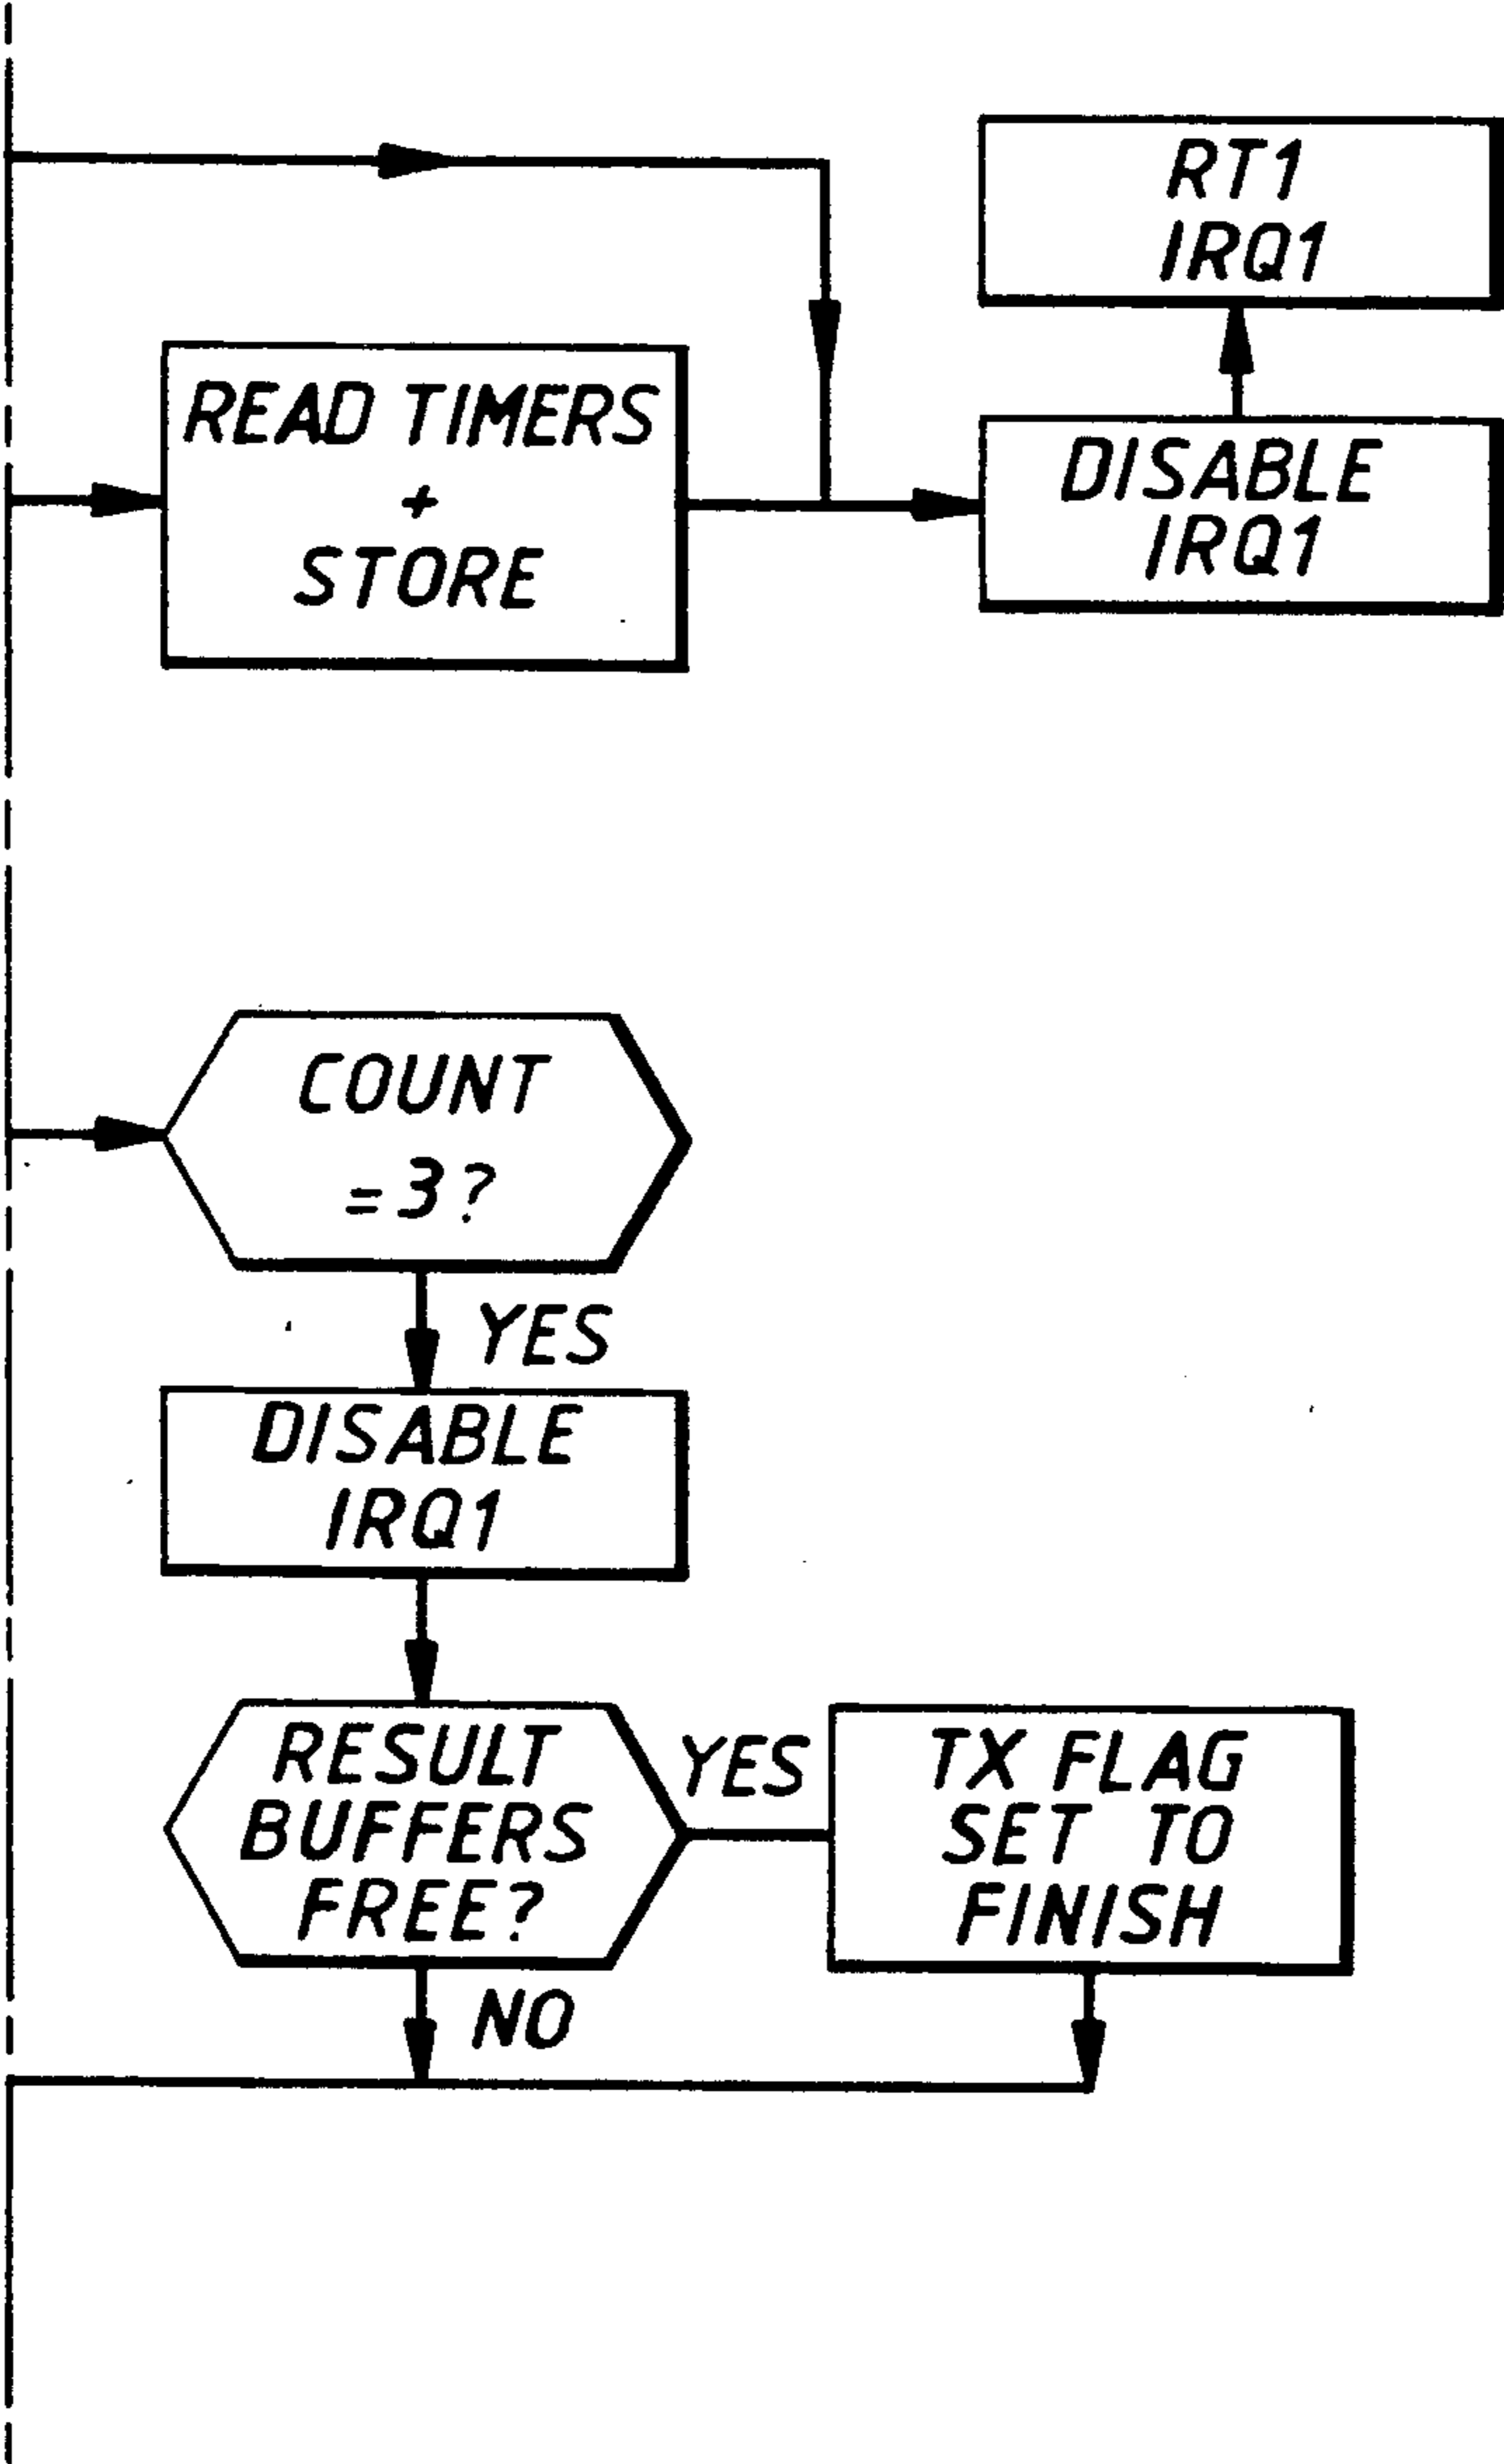 RT1
IRQ1
READ TIMERS
+
STORE
DISABLE
IRQ1
COUNT
=3?
YES
DISABLE
IRQ1
RESULT
BUFFERS
FREE?
YES
TX FLAG
SET TO
FINISH
NO